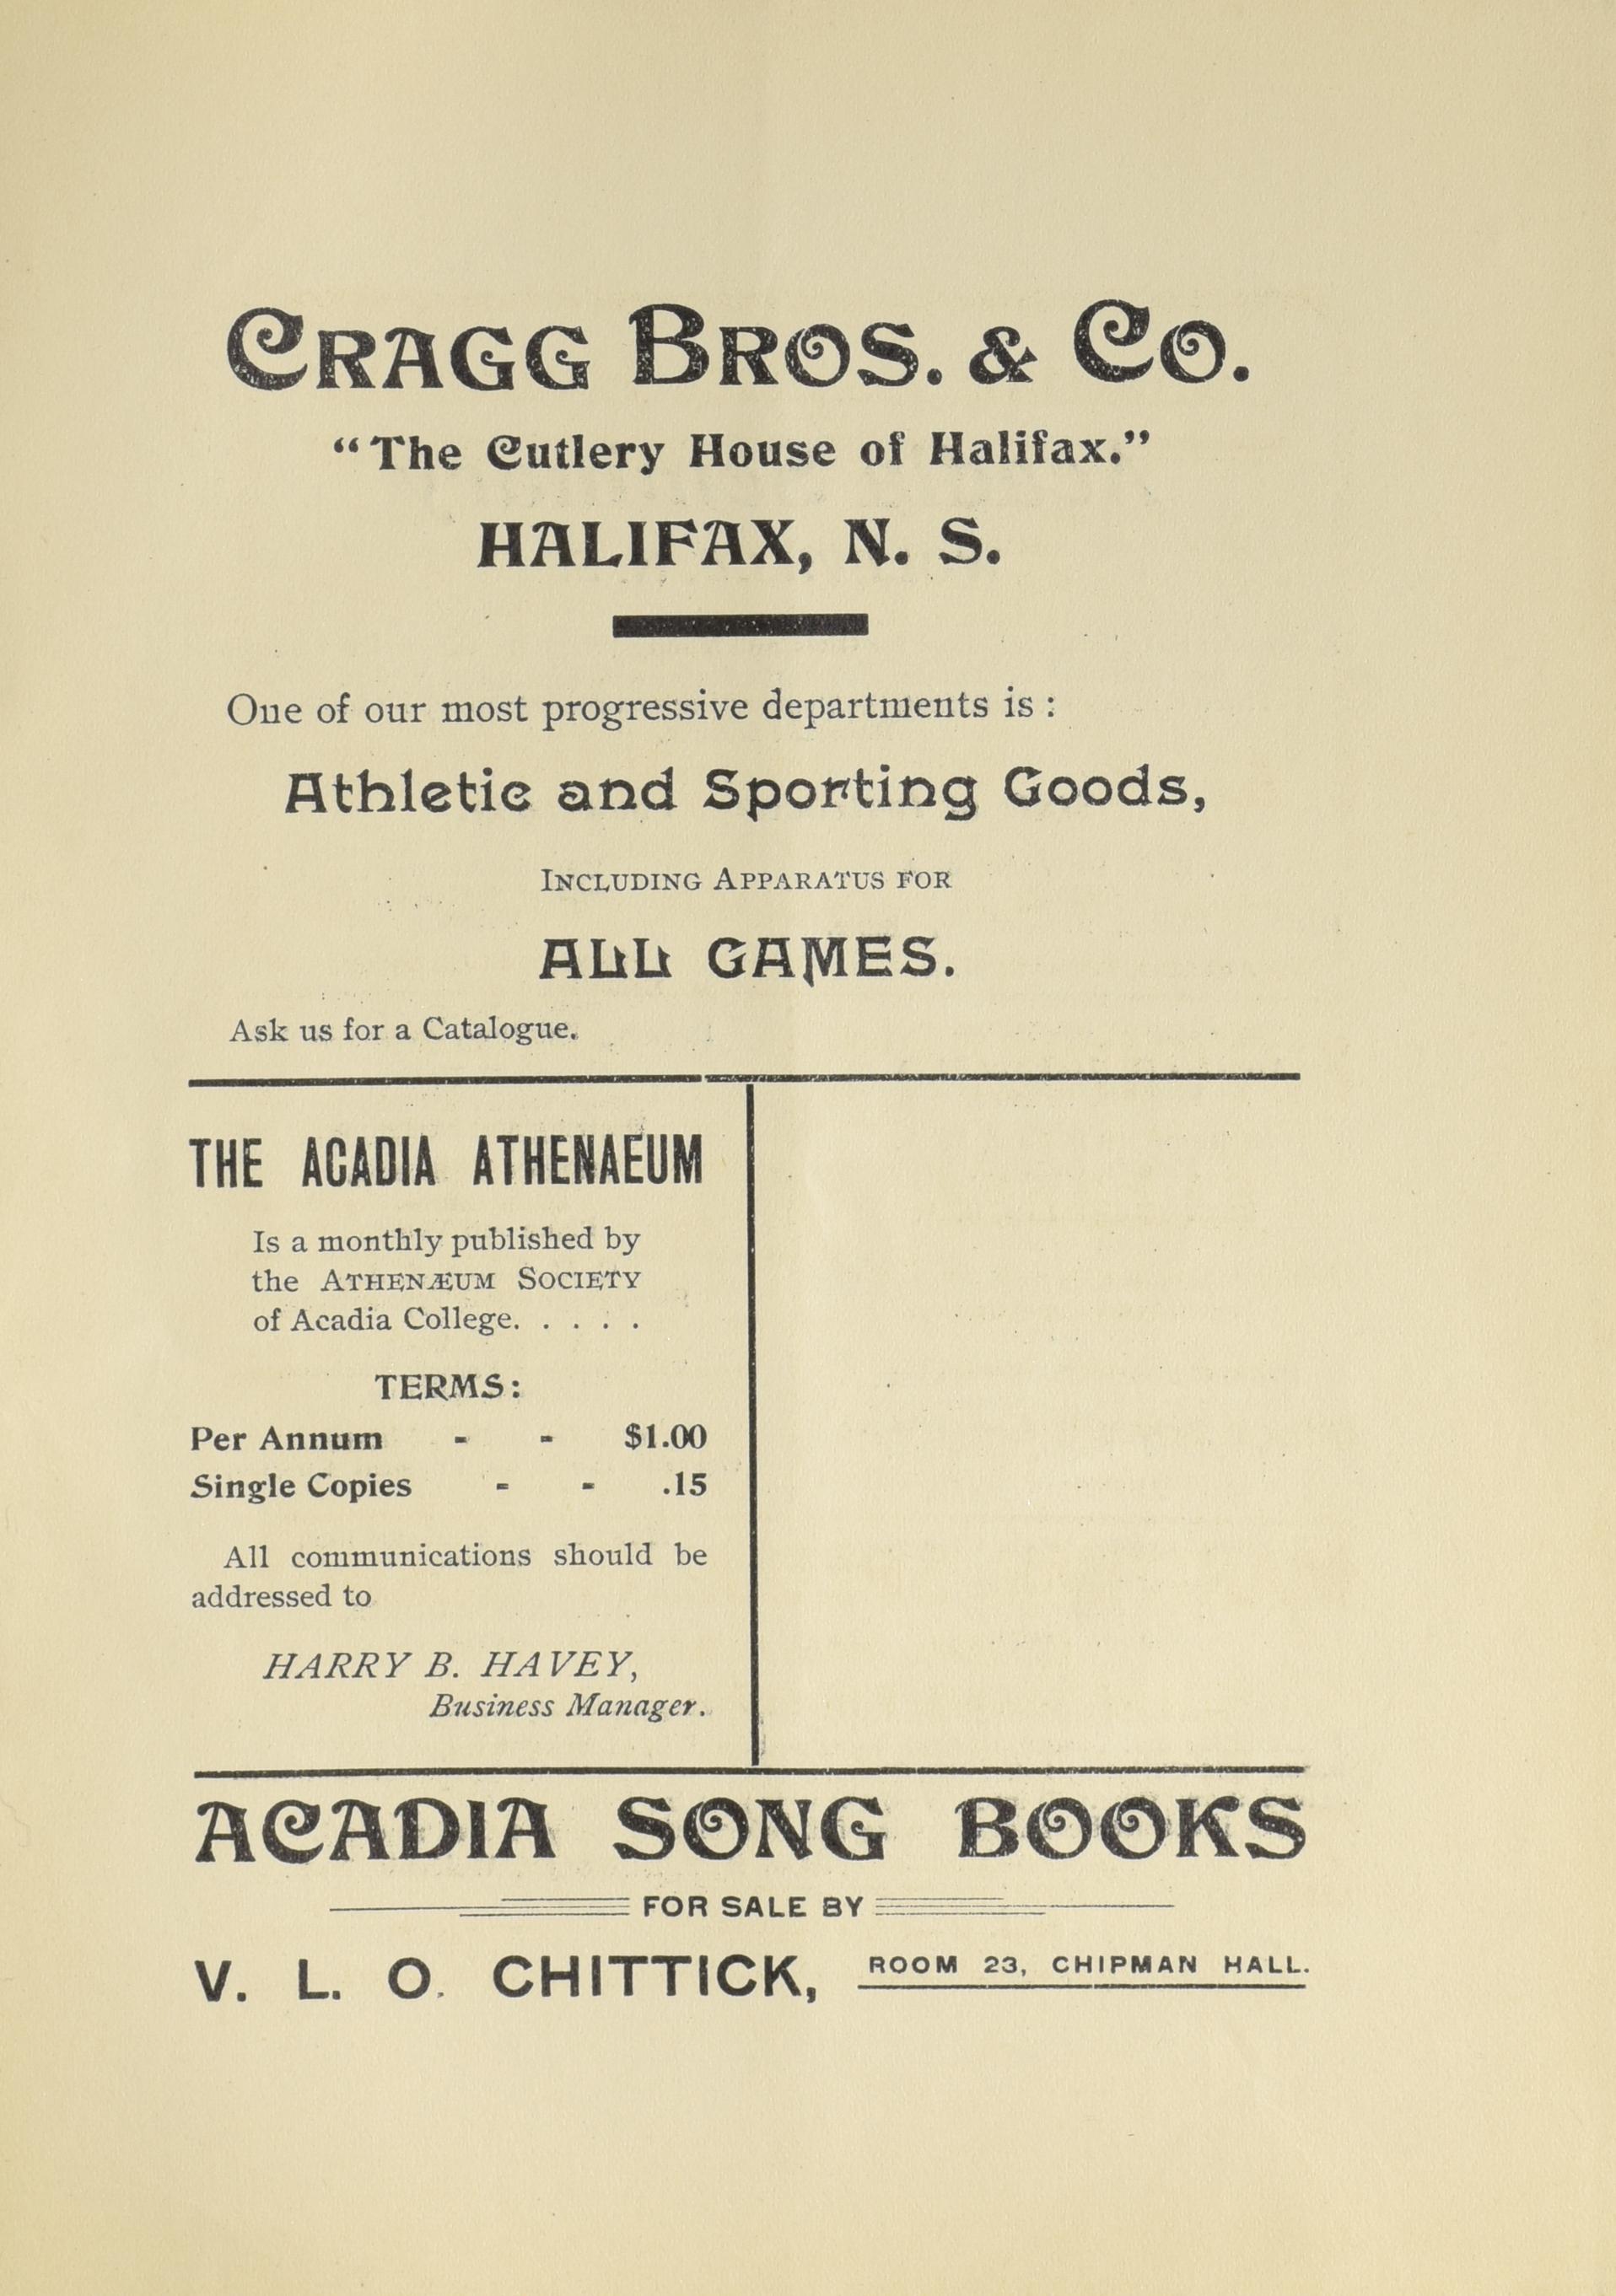 CRAGG BROS. & CO.
“The Cutlery House of Halifax.”
HALIFAX, N. S.
One of our most progressive departments is :
Athletic and Sporting Goods,
INCLUDING APPARATUS FOR
ALL GAMES.
Ask us for a Catalogue.
THE ACADIA ATHENAEUM
Is a monthly published by
the ATHENÆUM SOCIETY
of Acadia College. . . . .
TERMS:
Per Annum - - $1.00
Single Copies - - .15
All communications should be
addressed to
HARRY B. HAVEY,
Business Manager.
ACADIA SONG BOOKS
FOR SALE BY
V. L. O. CHITTICK, ROOM 23, CHIPMAN HALL.